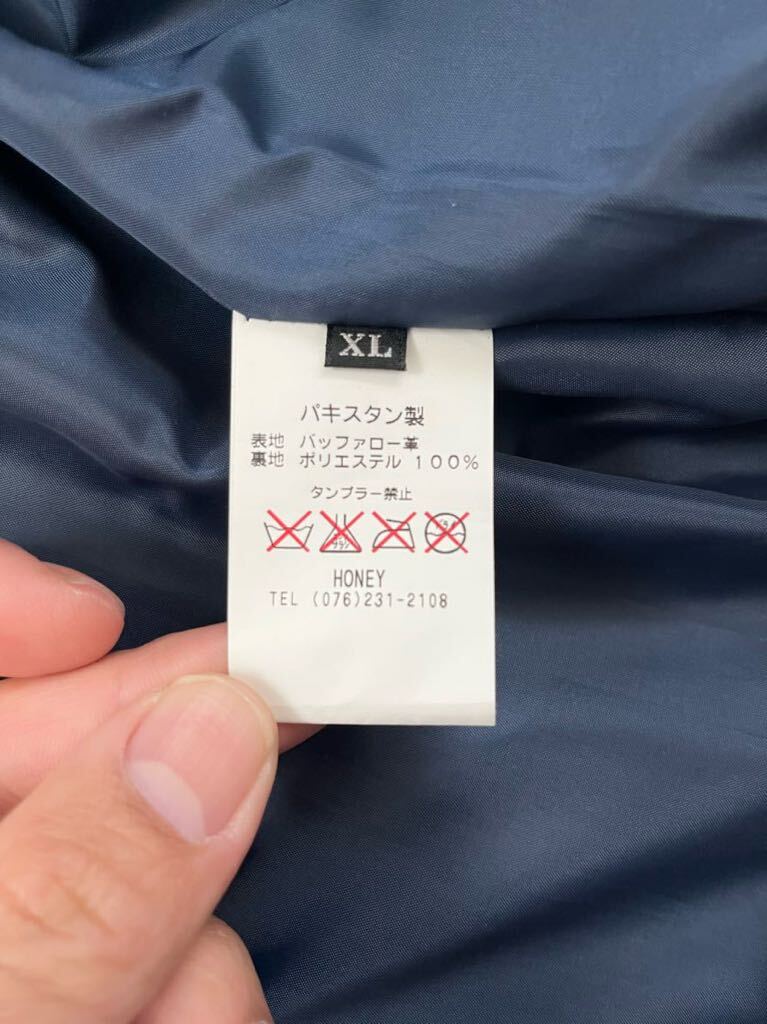 XL
パキスタン製
表地 バッファロー革
裏地 ポリエステル 100%
タンブラー禁止
HONEY
TEL (076)231-2108